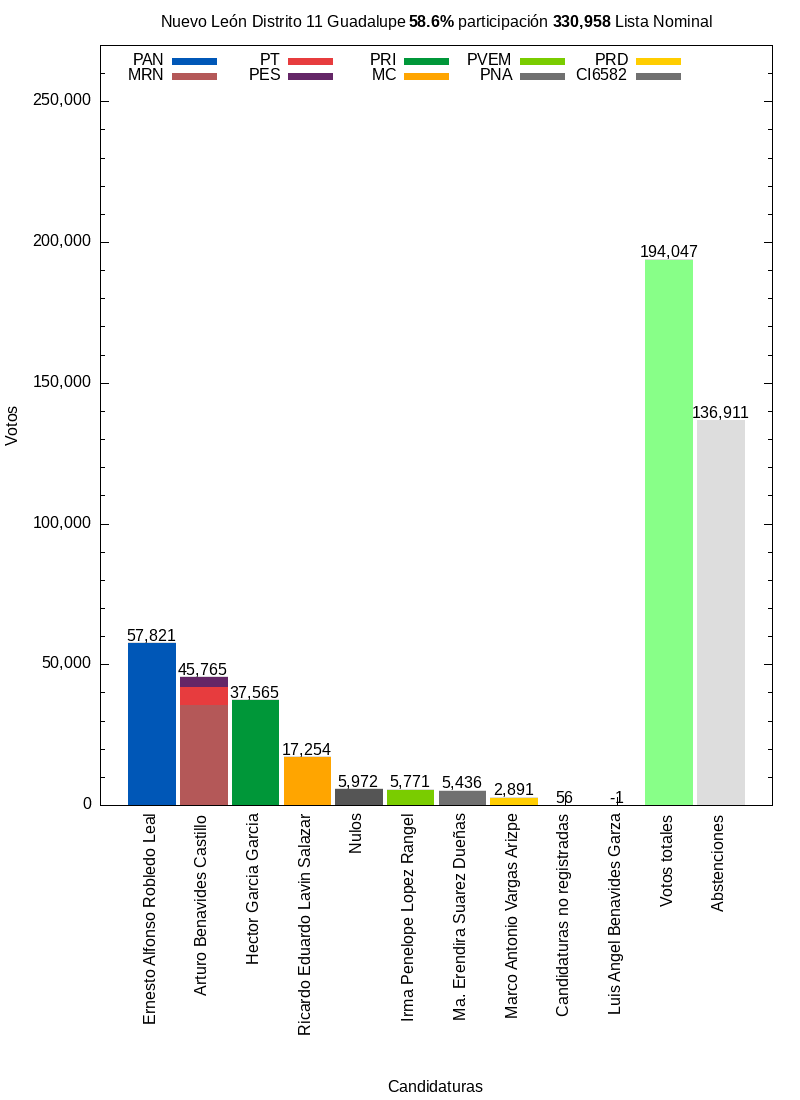 Nuevo León Distrito 11 Guadalupe 58.6% participación 330,958 Lista Nominal
PAN PT PRI PVEM PRD
MRN PES MC PNA CI6582
250,000
200,000
150,000
100,000
50,000
0
Votos
57,821
45,765
37,565
17,254
5,972
5,771
5,436
2,891
56
-1
194,047
136,911
Ernesto Alfonso Robledo Leal
Arturo Benavides Castillo
Hector Garcia Garcia
Ricardo Eduardo Lavin Salazar
Nulos
Irma Penelope Lopez Rangel
Ma. Erendira Suarez Dueñas
Marco Antonio Vargas Arizpe
Candidaturas no registradas
Luis Angel Benavides Garza
Votos totales
Abstenciones
Candidaturas